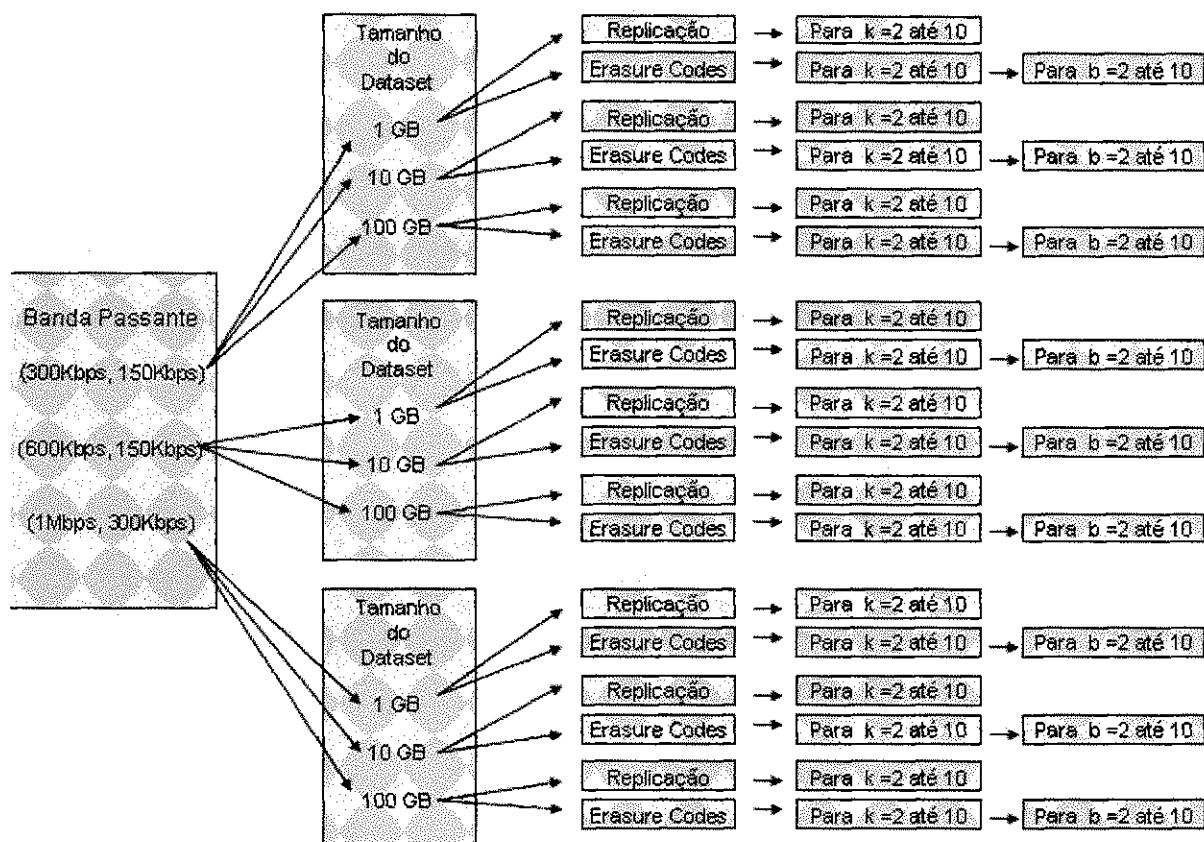 Banda Passante
(300Kbps, 150Kbps)
(600Kbps, 150Kbps)
(1Mbps, 300Kbps)
Tamanho
do
Dataset
1 GB
10 GB
100 GB
Replicação
Para k =2 até 10
Erasure Codes
Para k =2 até 10
Para b =2 até 10
Replicação
Para k =2 até 10
Erasure Codes
Para k =2 até 10
Para b =2 até 10
Replicação
Para k =2 até 10
Erasure Codes
Para k =2 até 10
Para b =2 até 10
Tamanho
do
Dataset
1 GB
10 GB
100 GB
Replicação
Para k =2 até 10
Erasure Codes
Para k =2 até 10
Para b =2 até 10
Replicação
Para k =2 até 10
Erasure Codes
Para k =2 até 10
Para b =2 até 10
Replicação
Para k =2 até 10
Erasure Codes
Para k =2 até 10
Para b =2 até 10
Tamanho
do
Dataset
1 GB
10 GB
100 GB
Replicação
Para k =2 até 10
Erasure Codes
Para k =2 até 10
Para b =2 até 10
Replicação
Para k =2 até 10
Erasure Codes
Para k =2 até 10
Para b =2 até 10
Replicação
Para k =2 até 10
Erasure Codes
Para k =2 até 10
Para b =2 até 10